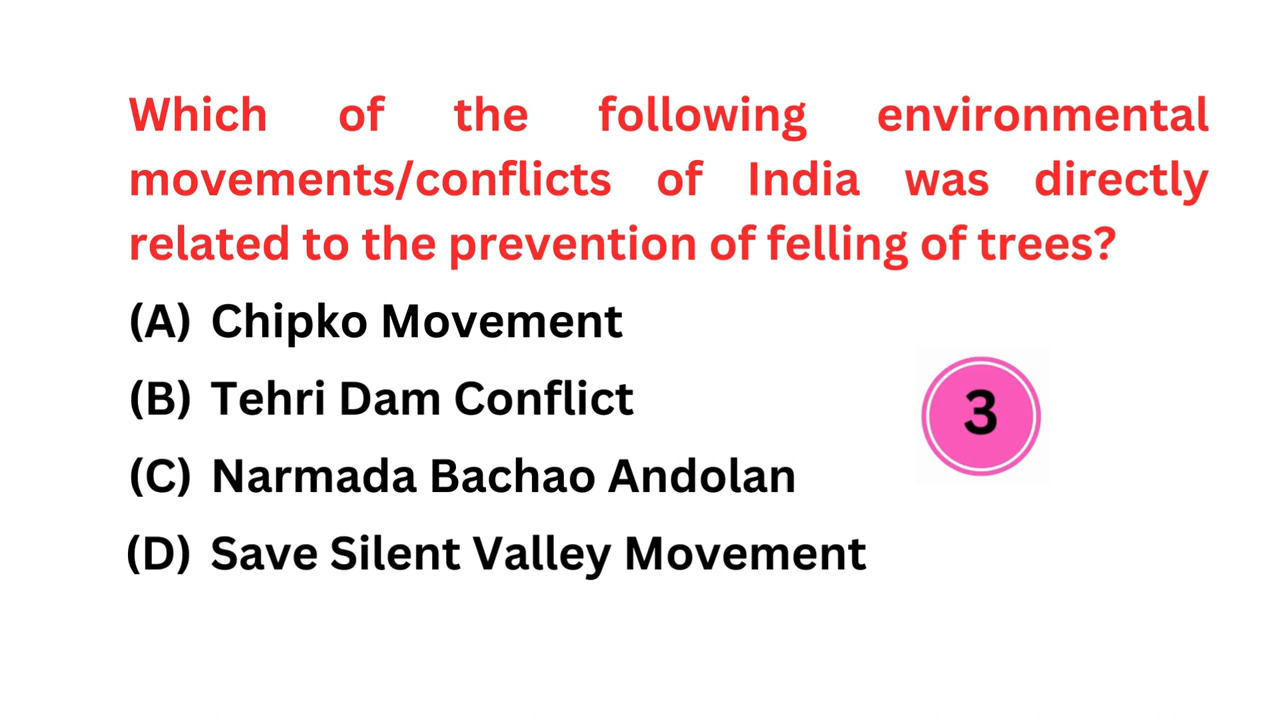 Which of the following environmental
movements/conflicts of India was directly
related to the prevention of felling of trees?
(A) Chipko Movement
(B) Tehri Dam Conflict
3
(C) Narmada Bachao Andolan
(D) Save Silent Valley Movement